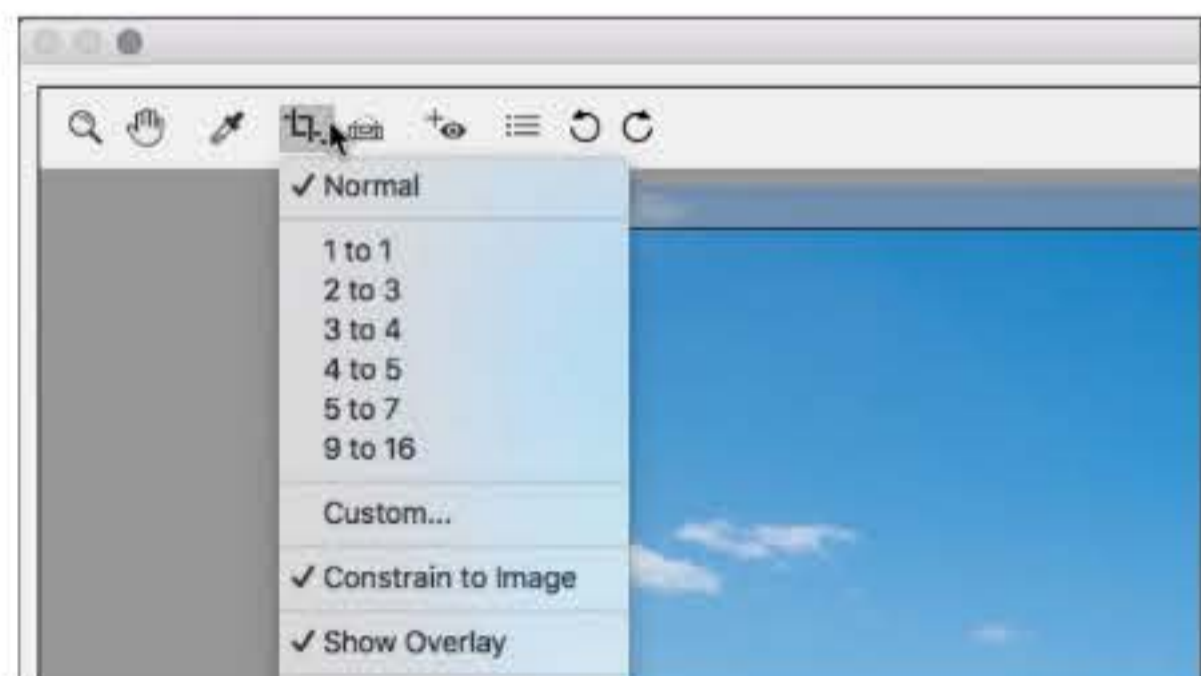 Normal
1 to 1
2 to 3
3 to 4
4 to 5
5 to 7
9 to 16
Custom...
Constrain to Image
Show Overlay